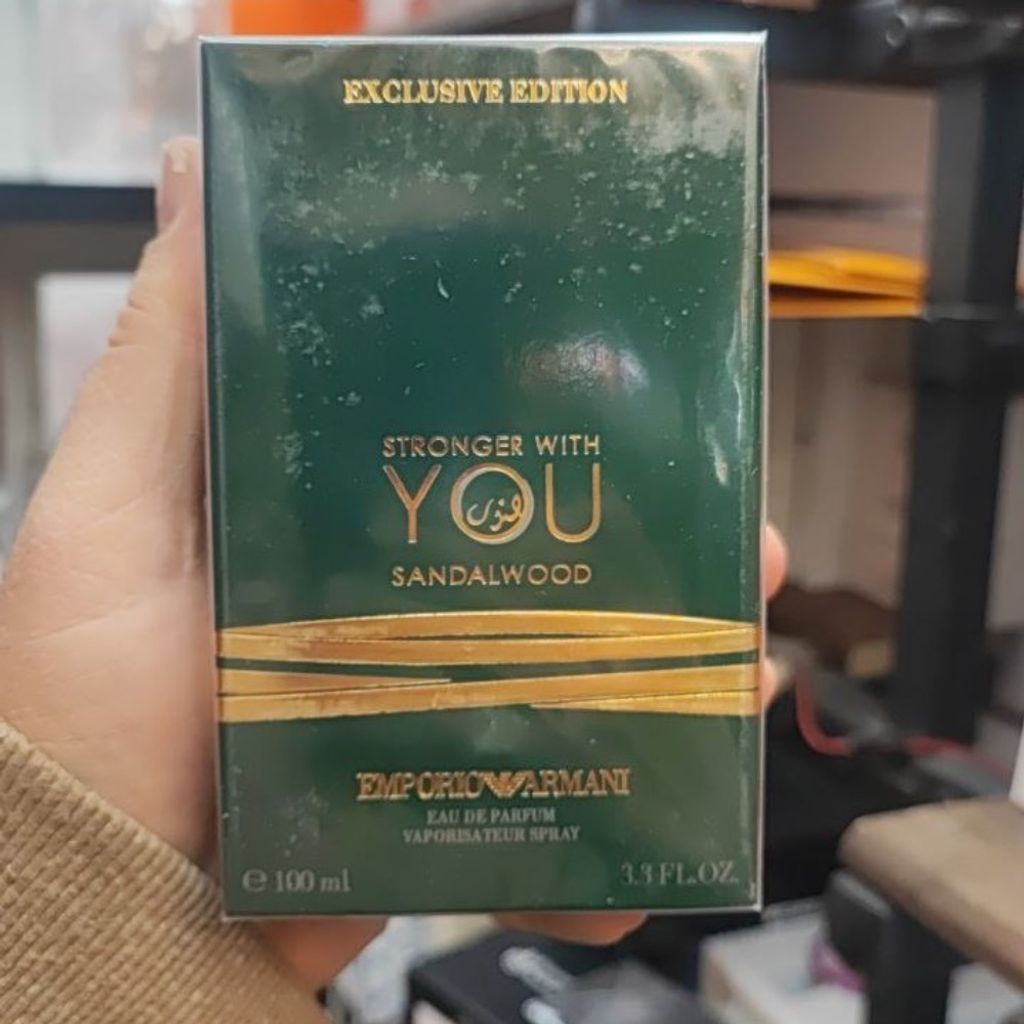 EXCLUSIVE EDITION
STRONGER WITH
YOU
SANDALWOOD
EMPORIO ARMANI
EAU DE PARFUM
VAPORISATEUR SPRAY
℮ 100 ml
3.3 FL.OZ.